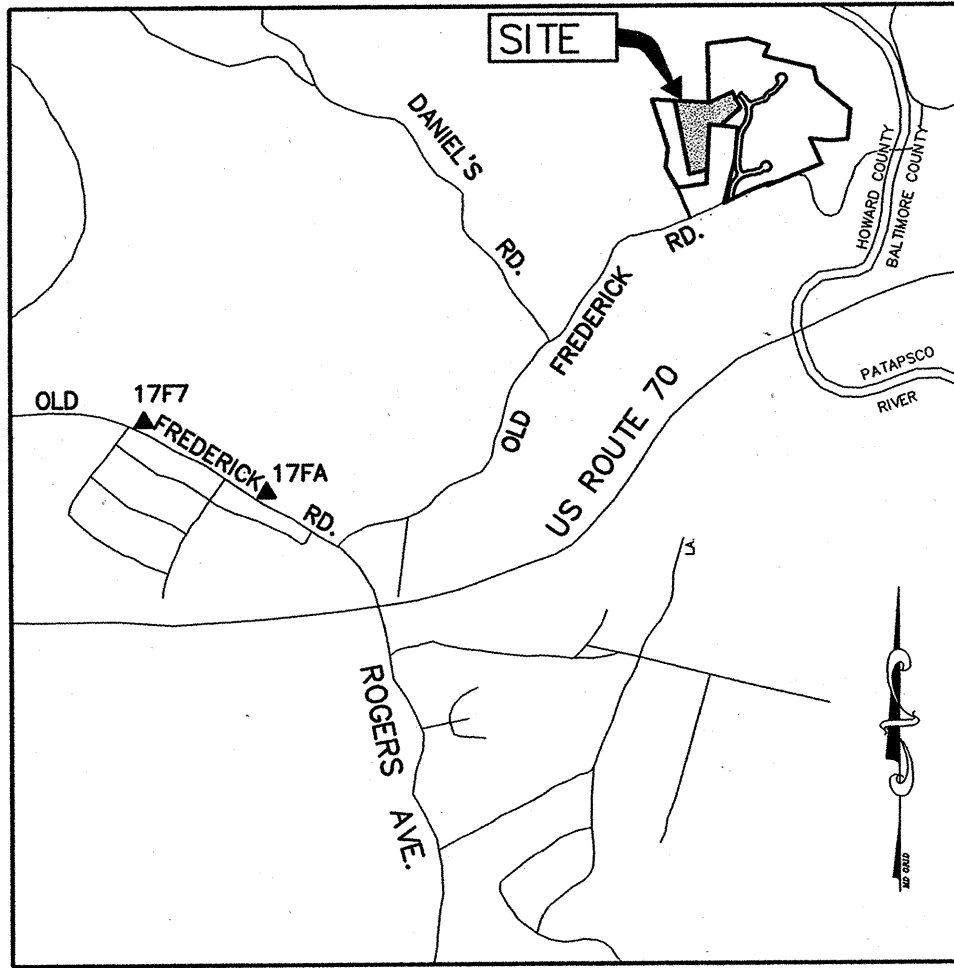 SITE
DANIEL'S
RD.
HOWARD COUNTY
BALTIMORE COUNTY
OLD
FREDERICK
RD.
US ROUTE 70
PATAPSCO
RIVER
OLD
17F7
FREDERICK
17FA
RD.
LA.
ROGERS
AVE.
MD GRID